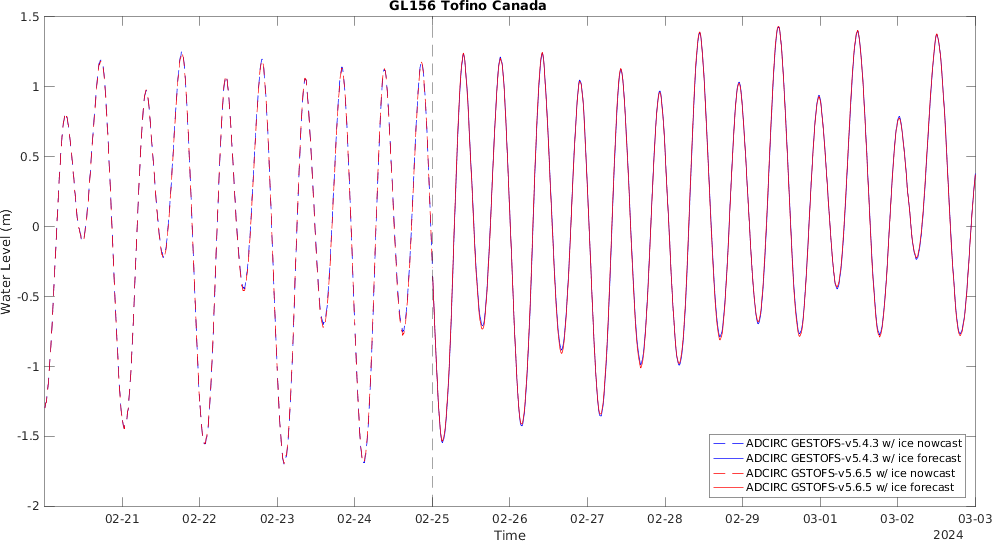 GL156 Tofino Canada
1.5
1
0.5
0
-0.5
-1
-1.5
-2
Water Level (m)
02-21 02-22 02-23 02-24 02-25 02-26 02-27 02-28 02-29 03-01 03-02 03-03
Time
2024
ADCIRC GESTOFS-v5.4.3 w/ ice nowcast
ADCIRC GESTOFS-v5.4.3 w/ ice forecast
ADCIRC GSTOFS-v5.6.5 w/ ice nowcast
ADCIRC GSTOFS-v5.6.5 w/ ice forecast